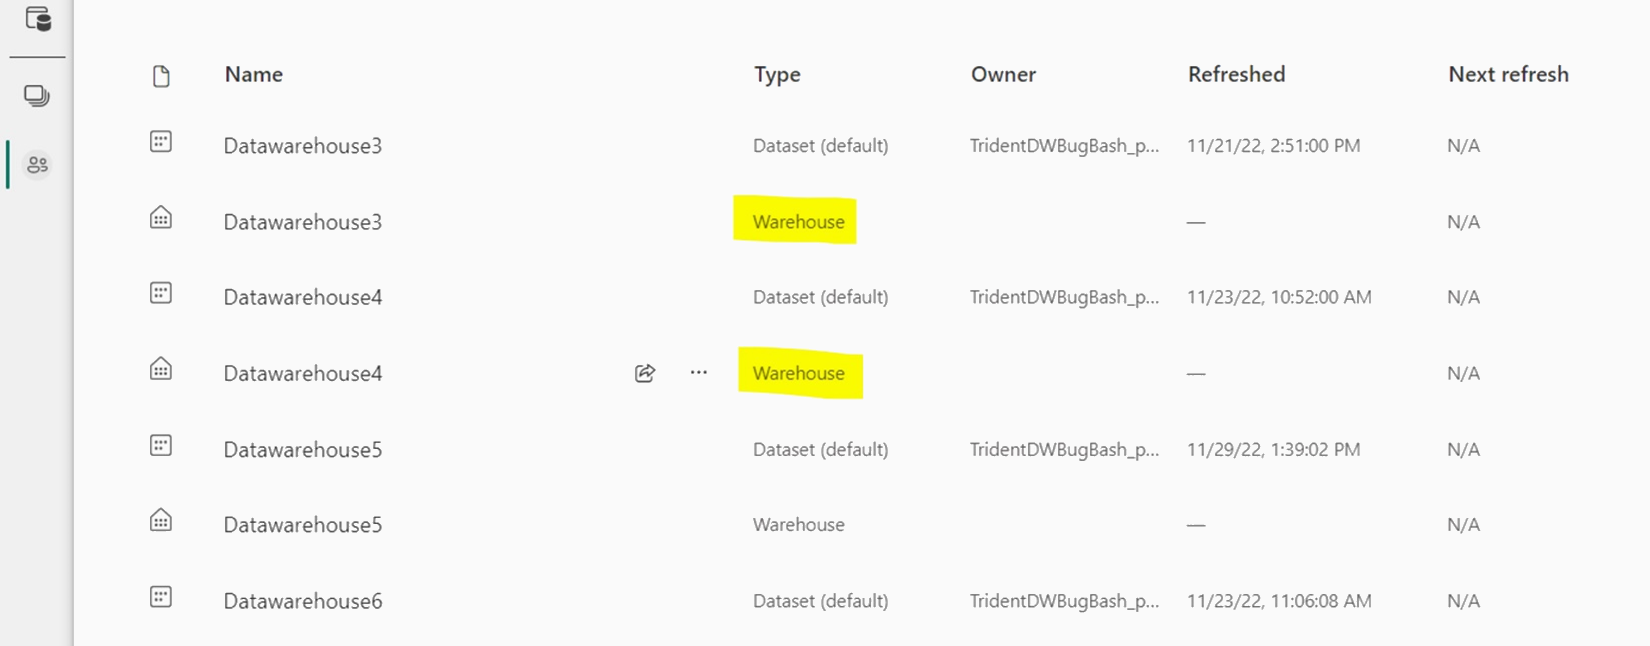 Name Type Owner Refreshed Next refresh
Datawarehouse3 Dataset (default) TridentDWBugBash_p... 11/21/22, 2:51:00 PM N/A
Datawarehouse3 Warehouse — N/A
Datawarehouse4 Dataset (default) TridentDWBugBash_p... 11/23/22, 10:52:00 AM N/A
Datawarehouse4 ... Warehouse — N/A
Datawarehouse5 Dataset (default) TridentDWBugBash_p... 11/29/22, 1:39:02 PM N/A
Datawarehouse5 Warehouse — N/A
Datawarehouse6 Dataset (default) TridentDWBugBash_p... 11/23/22, 11:06:08 AM N/A